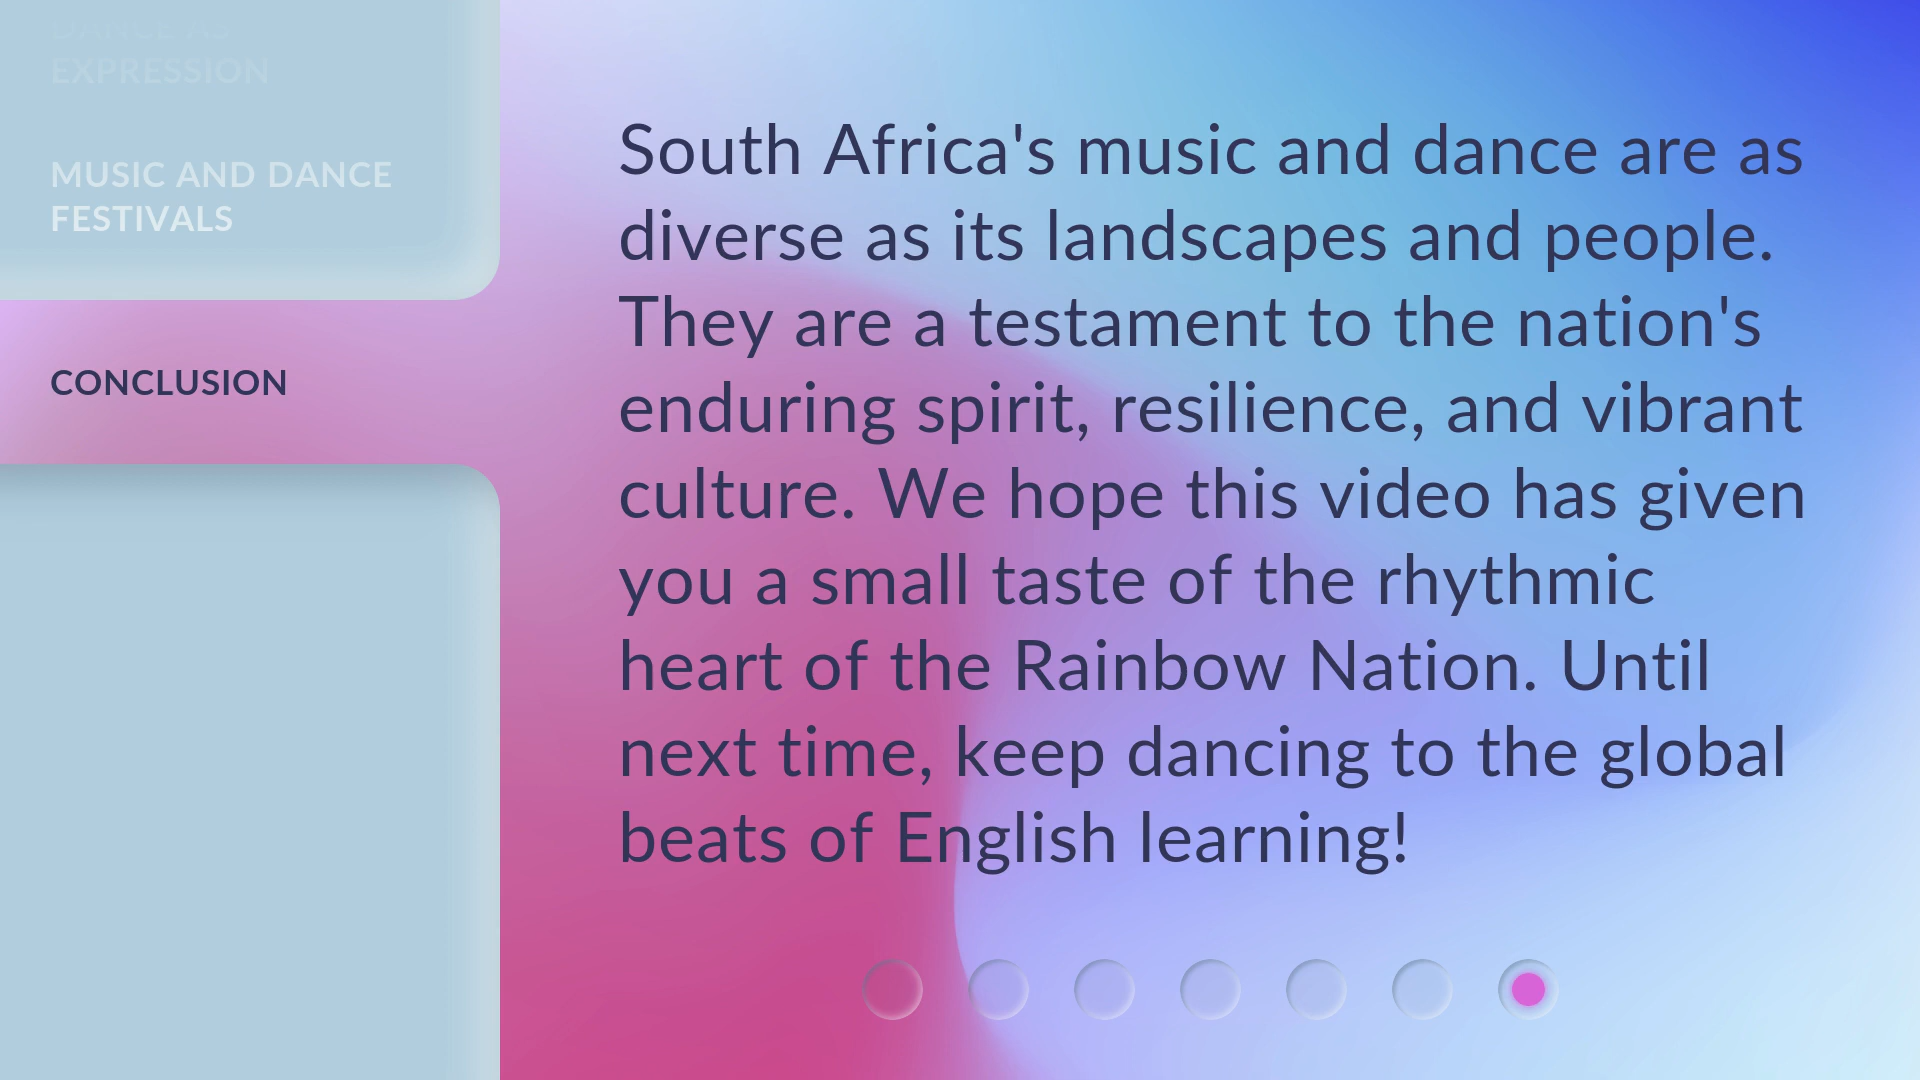 DANCE AS
EXPRESSION
MUSIC AND DANCE
FESTIVALS
CONCLUSION
South Africa's music and dance are as
diverse as its landscapes and people.
They are a testament to the nation's
enduring spirit, resilience, and vibrant
culture. We hope this video has given
you a small taste of the rhythmic
heart of the Rainbow Nation. Until
next time, keep dancing to the global
beats of English learning!